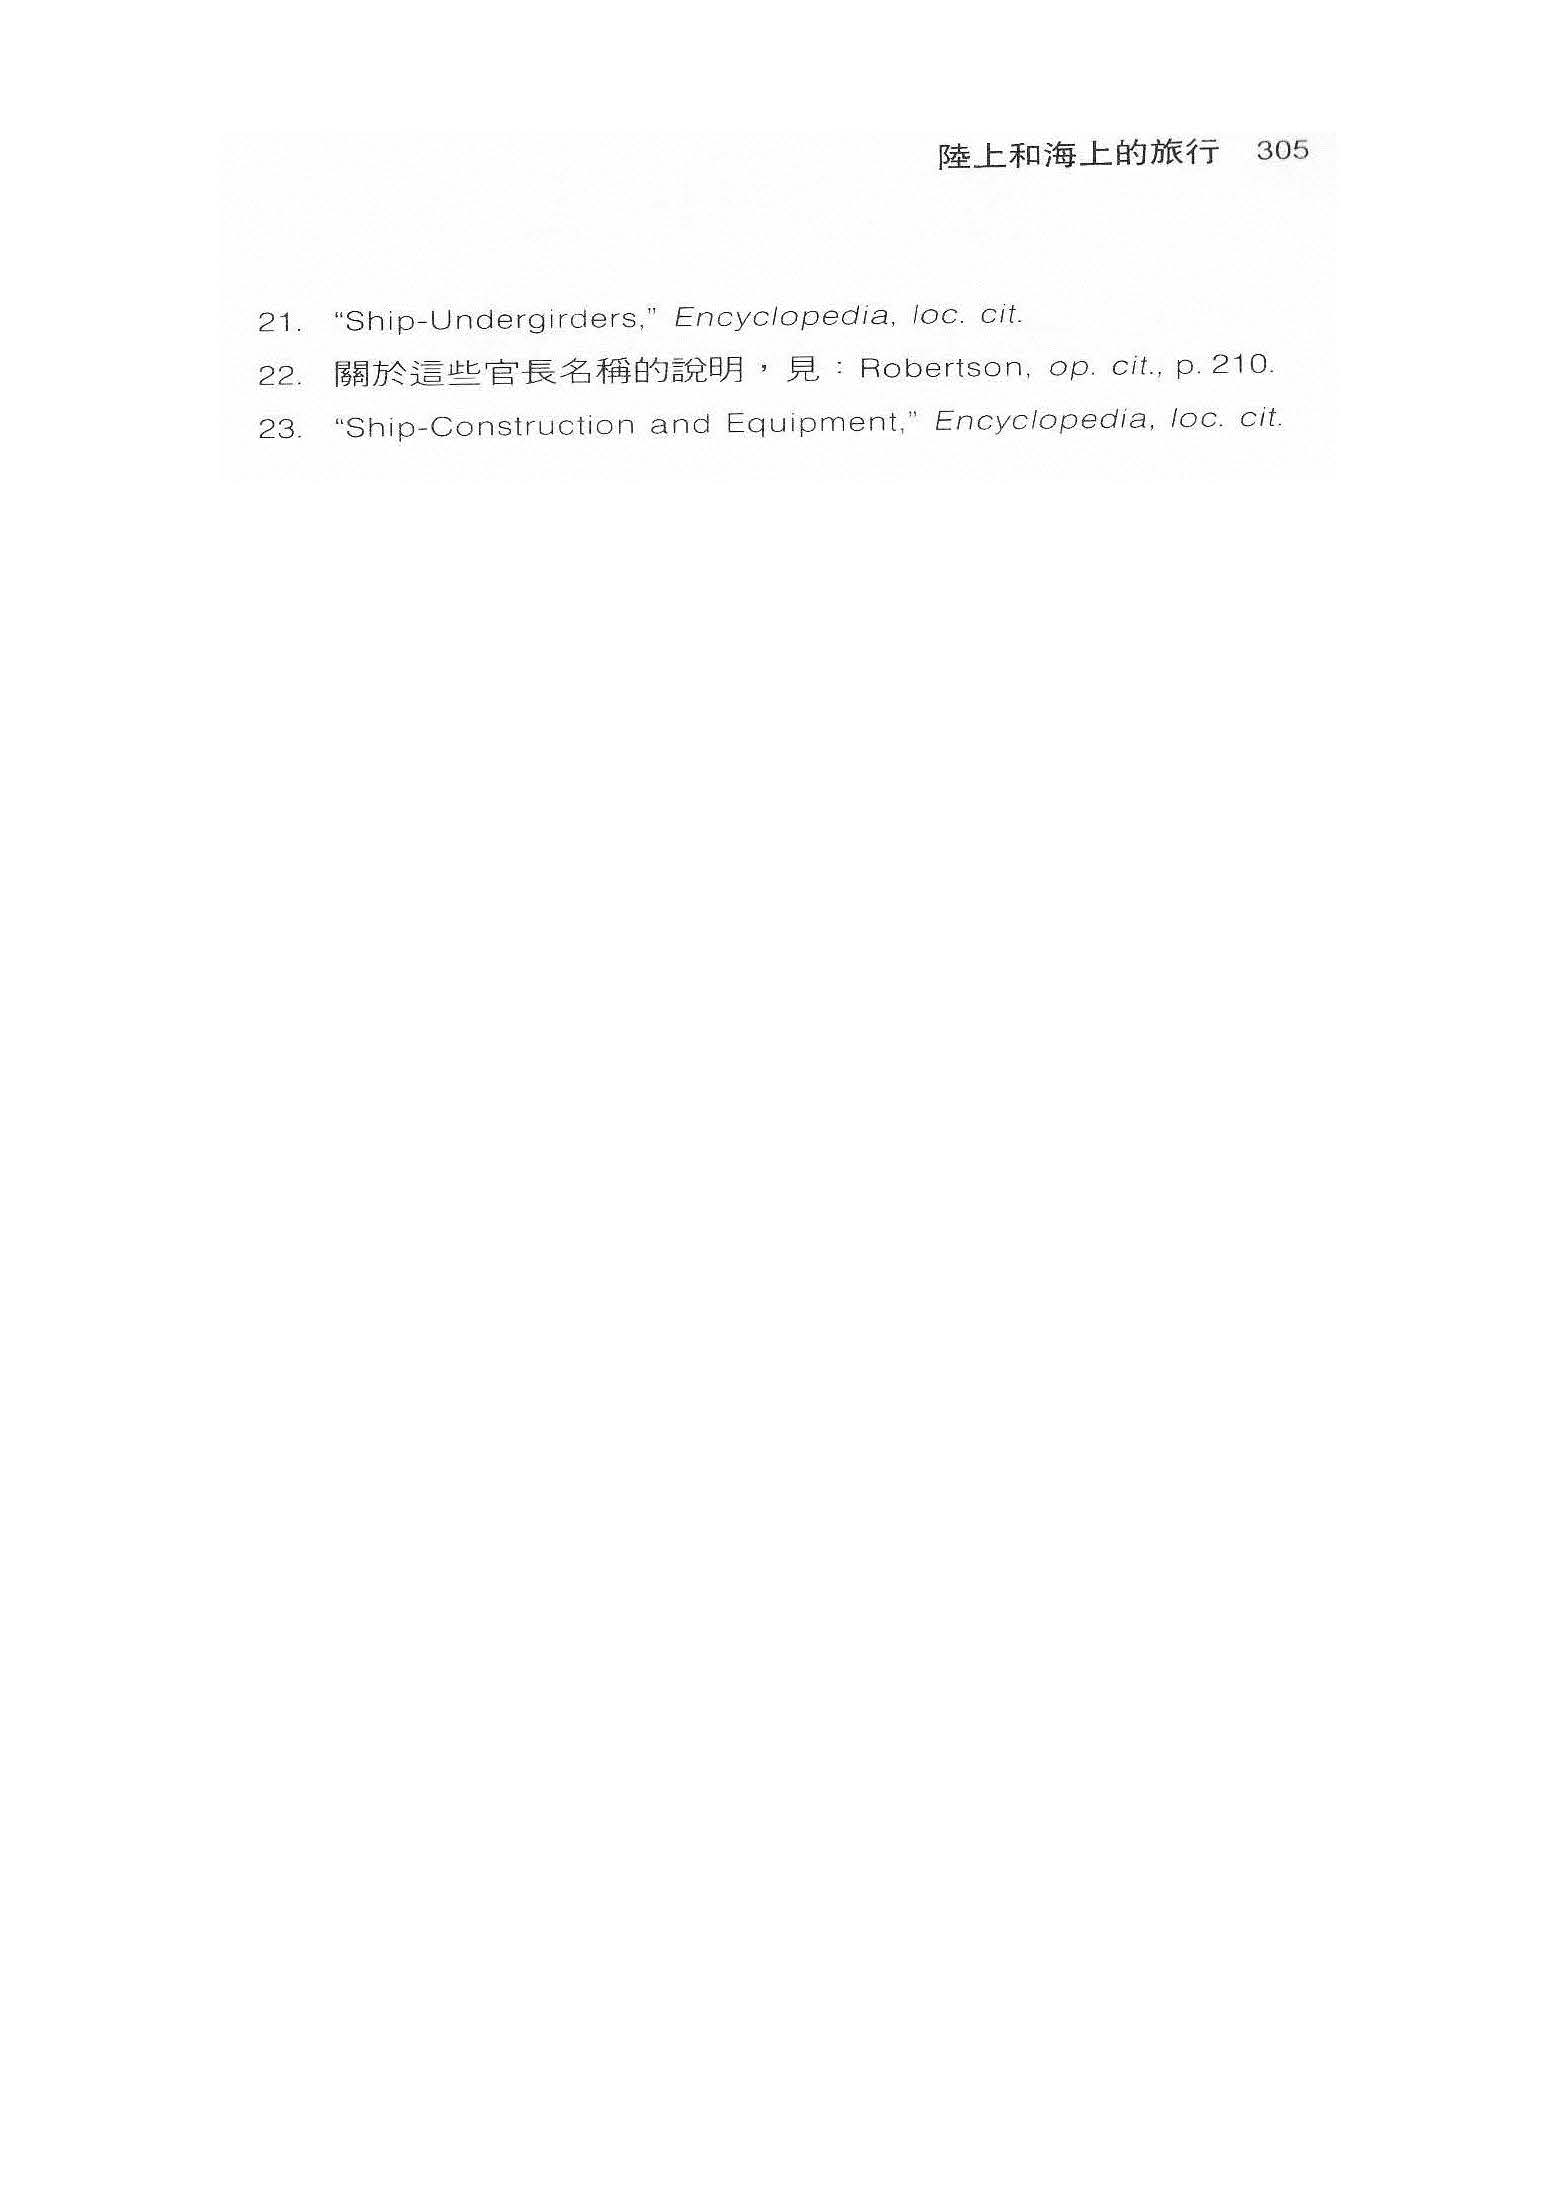 陸上和海上的旅行 305
21. “Ship-Undergirders,” Encyclopedia, loc. cit.
22. 關於這些官長名稱的說明，見：Robertson, op. cit., p. 210.
23. “Ship-Construction and Equipment,” Encyclopedia, loc. cit.